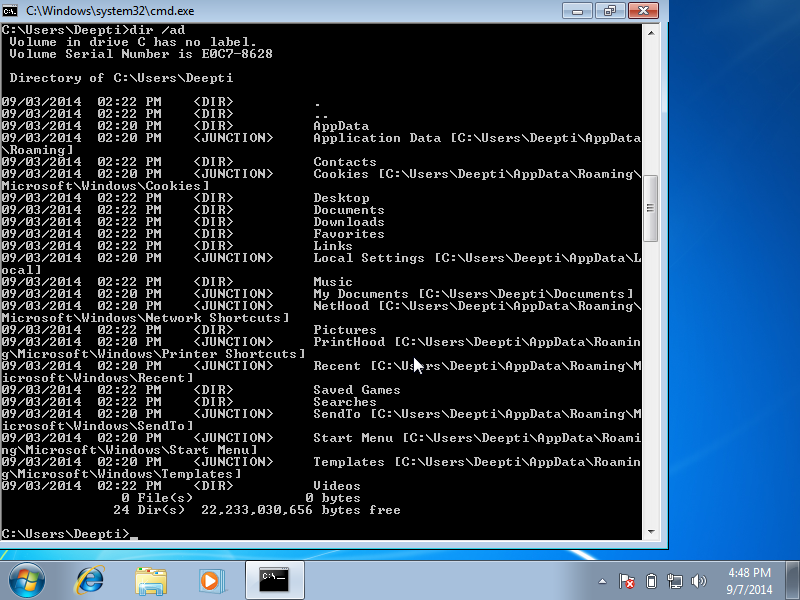 C:\Windows\system32\cmd.exe
C:\Users\Deepti>dir /ad
Volume in drive C has no label.
Volume Serial Number is E0C7-8628
Directory of C:\Users\Deepti
09/03/2014 02:22 PM <DIR> .
09/03/2014 02:22 PM <DIR> ..
09/03/2014 02:20 PM <DIR> AppData
09/03/2014 02:20 PM <JUNCTION> Application Data [C:\Users\Deepti\AppData
\Roaming]
09/03/2014 02:22 PM <DIR> Contacts
09/03/2014 02:20 PM <JUNCTION> Cookies [C:\Users\Deepti\AppData\Roaming\
Microsoft\Windows\Cookies]
09/03/2014 02:22 PM <DIR> Desktop
09/03/2014 02:22 PM <DIR> Documents
09/03/2014 02:22 PM <DIR> Downloads
09/03/2014 02:22 PM <DIR> Favorites
09/03/2014 02:22 PM <DIR> Links
09/03/2014 02:20 PM <JUNCTION> Local Settings [C:\Users\Deepti\AppData\L
ocal]
09/03/2014 02:22 PM <DIR> Music
09/03/2014 02:20 PM <JUNCTION> My Documents [C:\Users\Deepti\Documents]
09/03/2014 02:20 PM <JUNCTION> NetHood [C:\Users\Deepti\AppData\Roaming\
Microsoft\Windows\Network Shortcuts]
09/03/2014 02:22 PM <DIR> Pictures
09/03/2014 02:20 PM <JUNCTION> PrintHood [C:\Users\Deepti\AppData\Roamin
g\Microsoft\Windows\Printer Shortcuts]
09/03/2014 02:20 PM <JUNCTION> Recent [C:\Users\Deepti\AppData\Roaming\M
icrosoft\Windows\Recent]
09/03/2014 02:22 PM <DIR> Saved Games
09/03/2014 02:22 PM <DIR> Searches
09/03/2014 02:20 PM <JUNCTION> SendTo [C:\Users\Deepti\AppData\Roaming\M
icrosoft\Windows\SendTo]
09/03/2014 02:20 PM <JUNCTION> Start Menu [C:\Users\Deepti\AppData\Roami
ng\Microsoft\Windows\Start Menu]
09/03/2014 02:20 PM <JUNCTION> Templates [C:\Users\Deepti\AppData\Roamin
g\Microsoft\Windows\Templates]
09/03/2014 02:22 PM <DIR> Videos
0 File(s) 0 bytes
24 Dir(s) 22,233,030,656 bytes free
C:\Users\Deepti>_
4:48 PM
9/7/2014